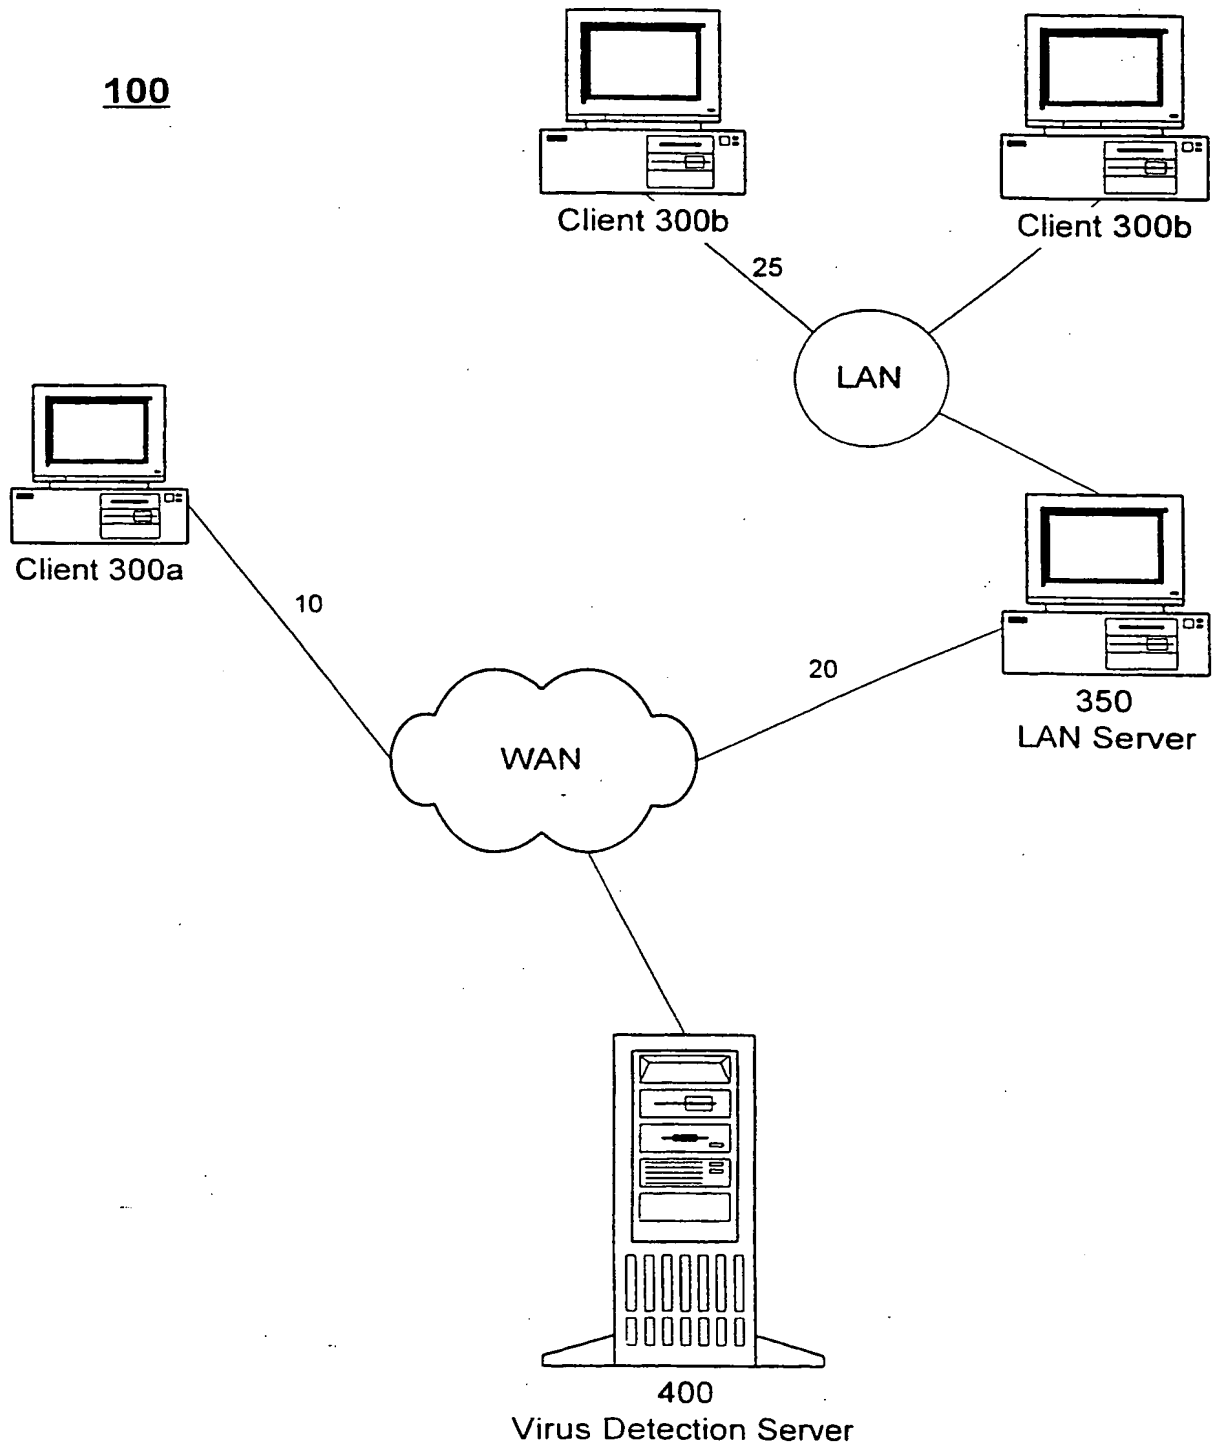 100
Client 300b
Client 300b
25
LAN
Client 300a
10
20
350
LAN Server
WAN
400
Virus Detection Server